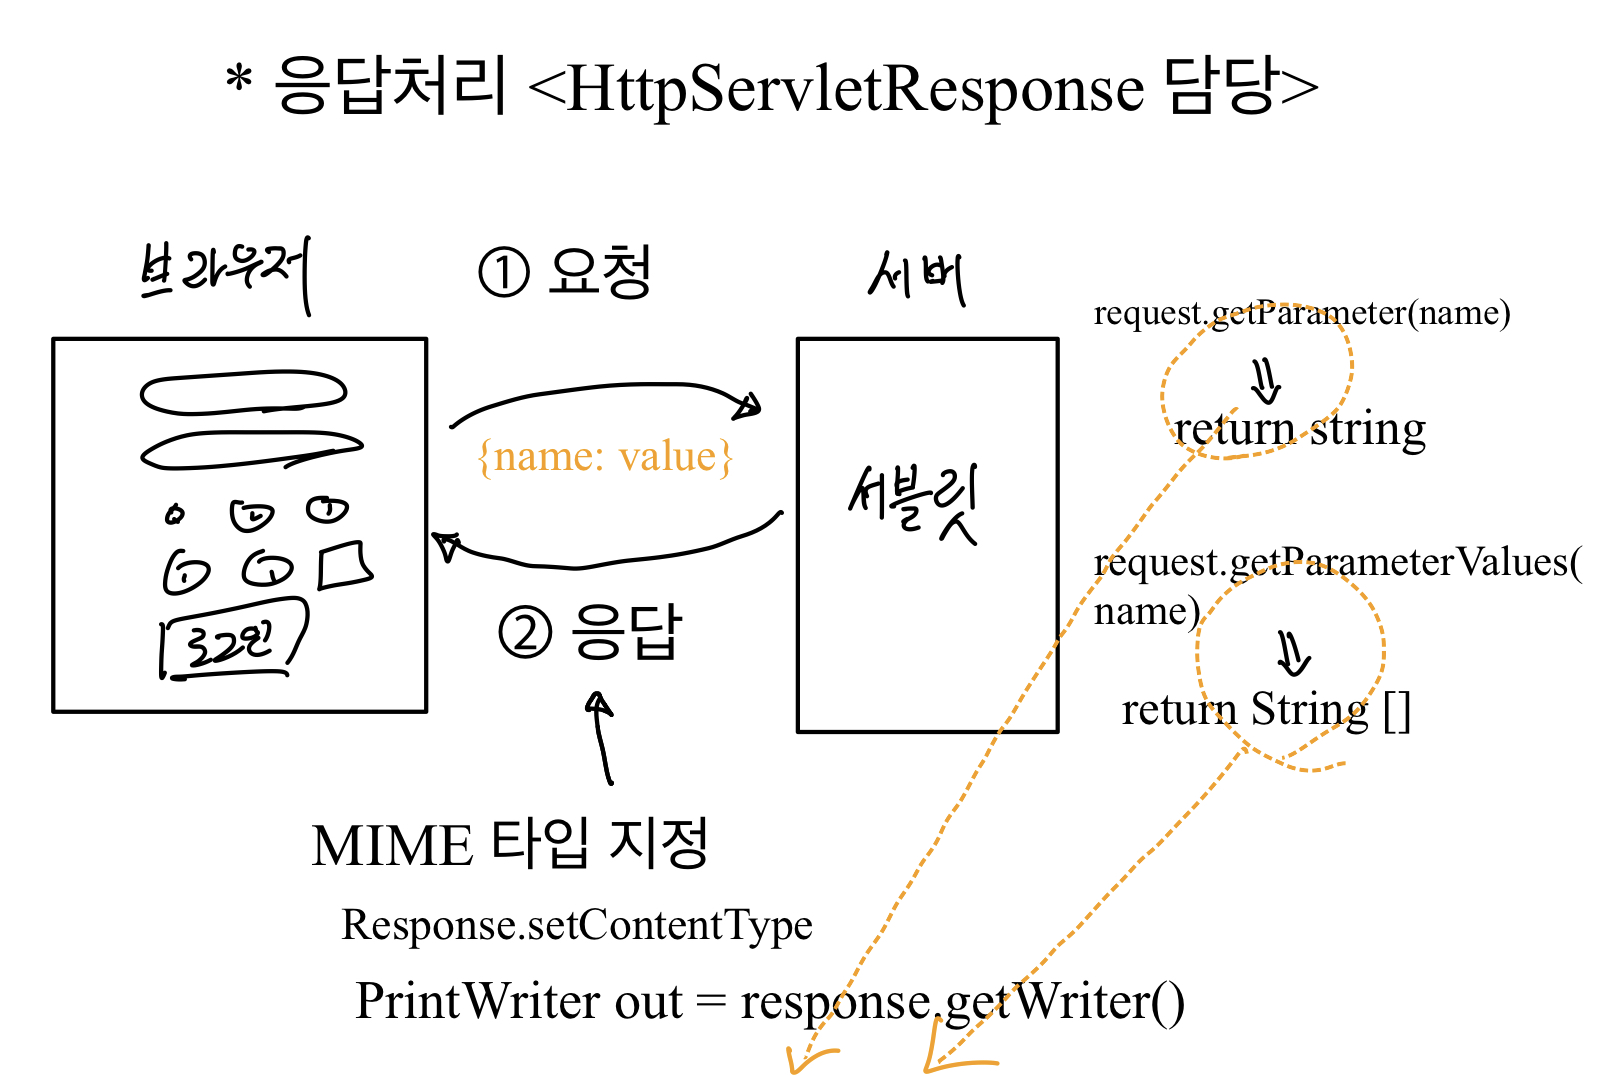 * 응답처리 <HttpServletResponse 담당>
브라우저
① 요청
서버
request.getParameter(name)
return string
{name: value}
서블릿
로그인
② 응답
request.getParameterValues(
name)
return String []
MIME 타입 지정
Response.setContentType
PrintWriter out = response.getWriter()